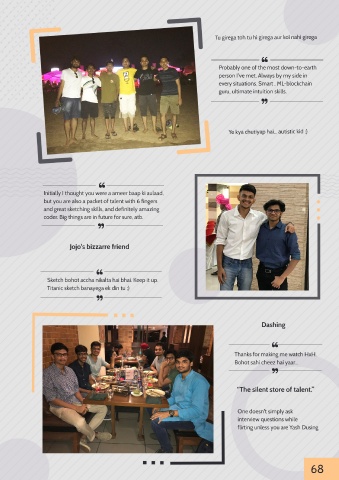 Tu girega toh tu hi girega aur koi nahi girega
❝
Probably one of the most down-to-earth
person I've met. Always by my side in
every situations. Smart , ML-blockchain
guru, ultimate intuition skills.
❞
Ye kya chutiyap hai.. autistic kid :)
❝
Initially I thought you were a ameer baap ki aulaad,
but you are also a packet of talent with 6 fingers
and great sketching skills, and definitely amazing
coder. Big things are in future for sure. atb.
❞
Jojo's bizzarre friend
❝
Sketch bohot accha nikalta hai bhai. Keep it up.
Titanic sketch banayega ek din tu :)
❞
Dashing
❝
Thanks for making me watch HxH.
Bohot sahi cheez hai yaar..
❞
"The silent store of talent."
One doesn't simply ask
interview questions while
flirting unless you are Yash Dusing
68